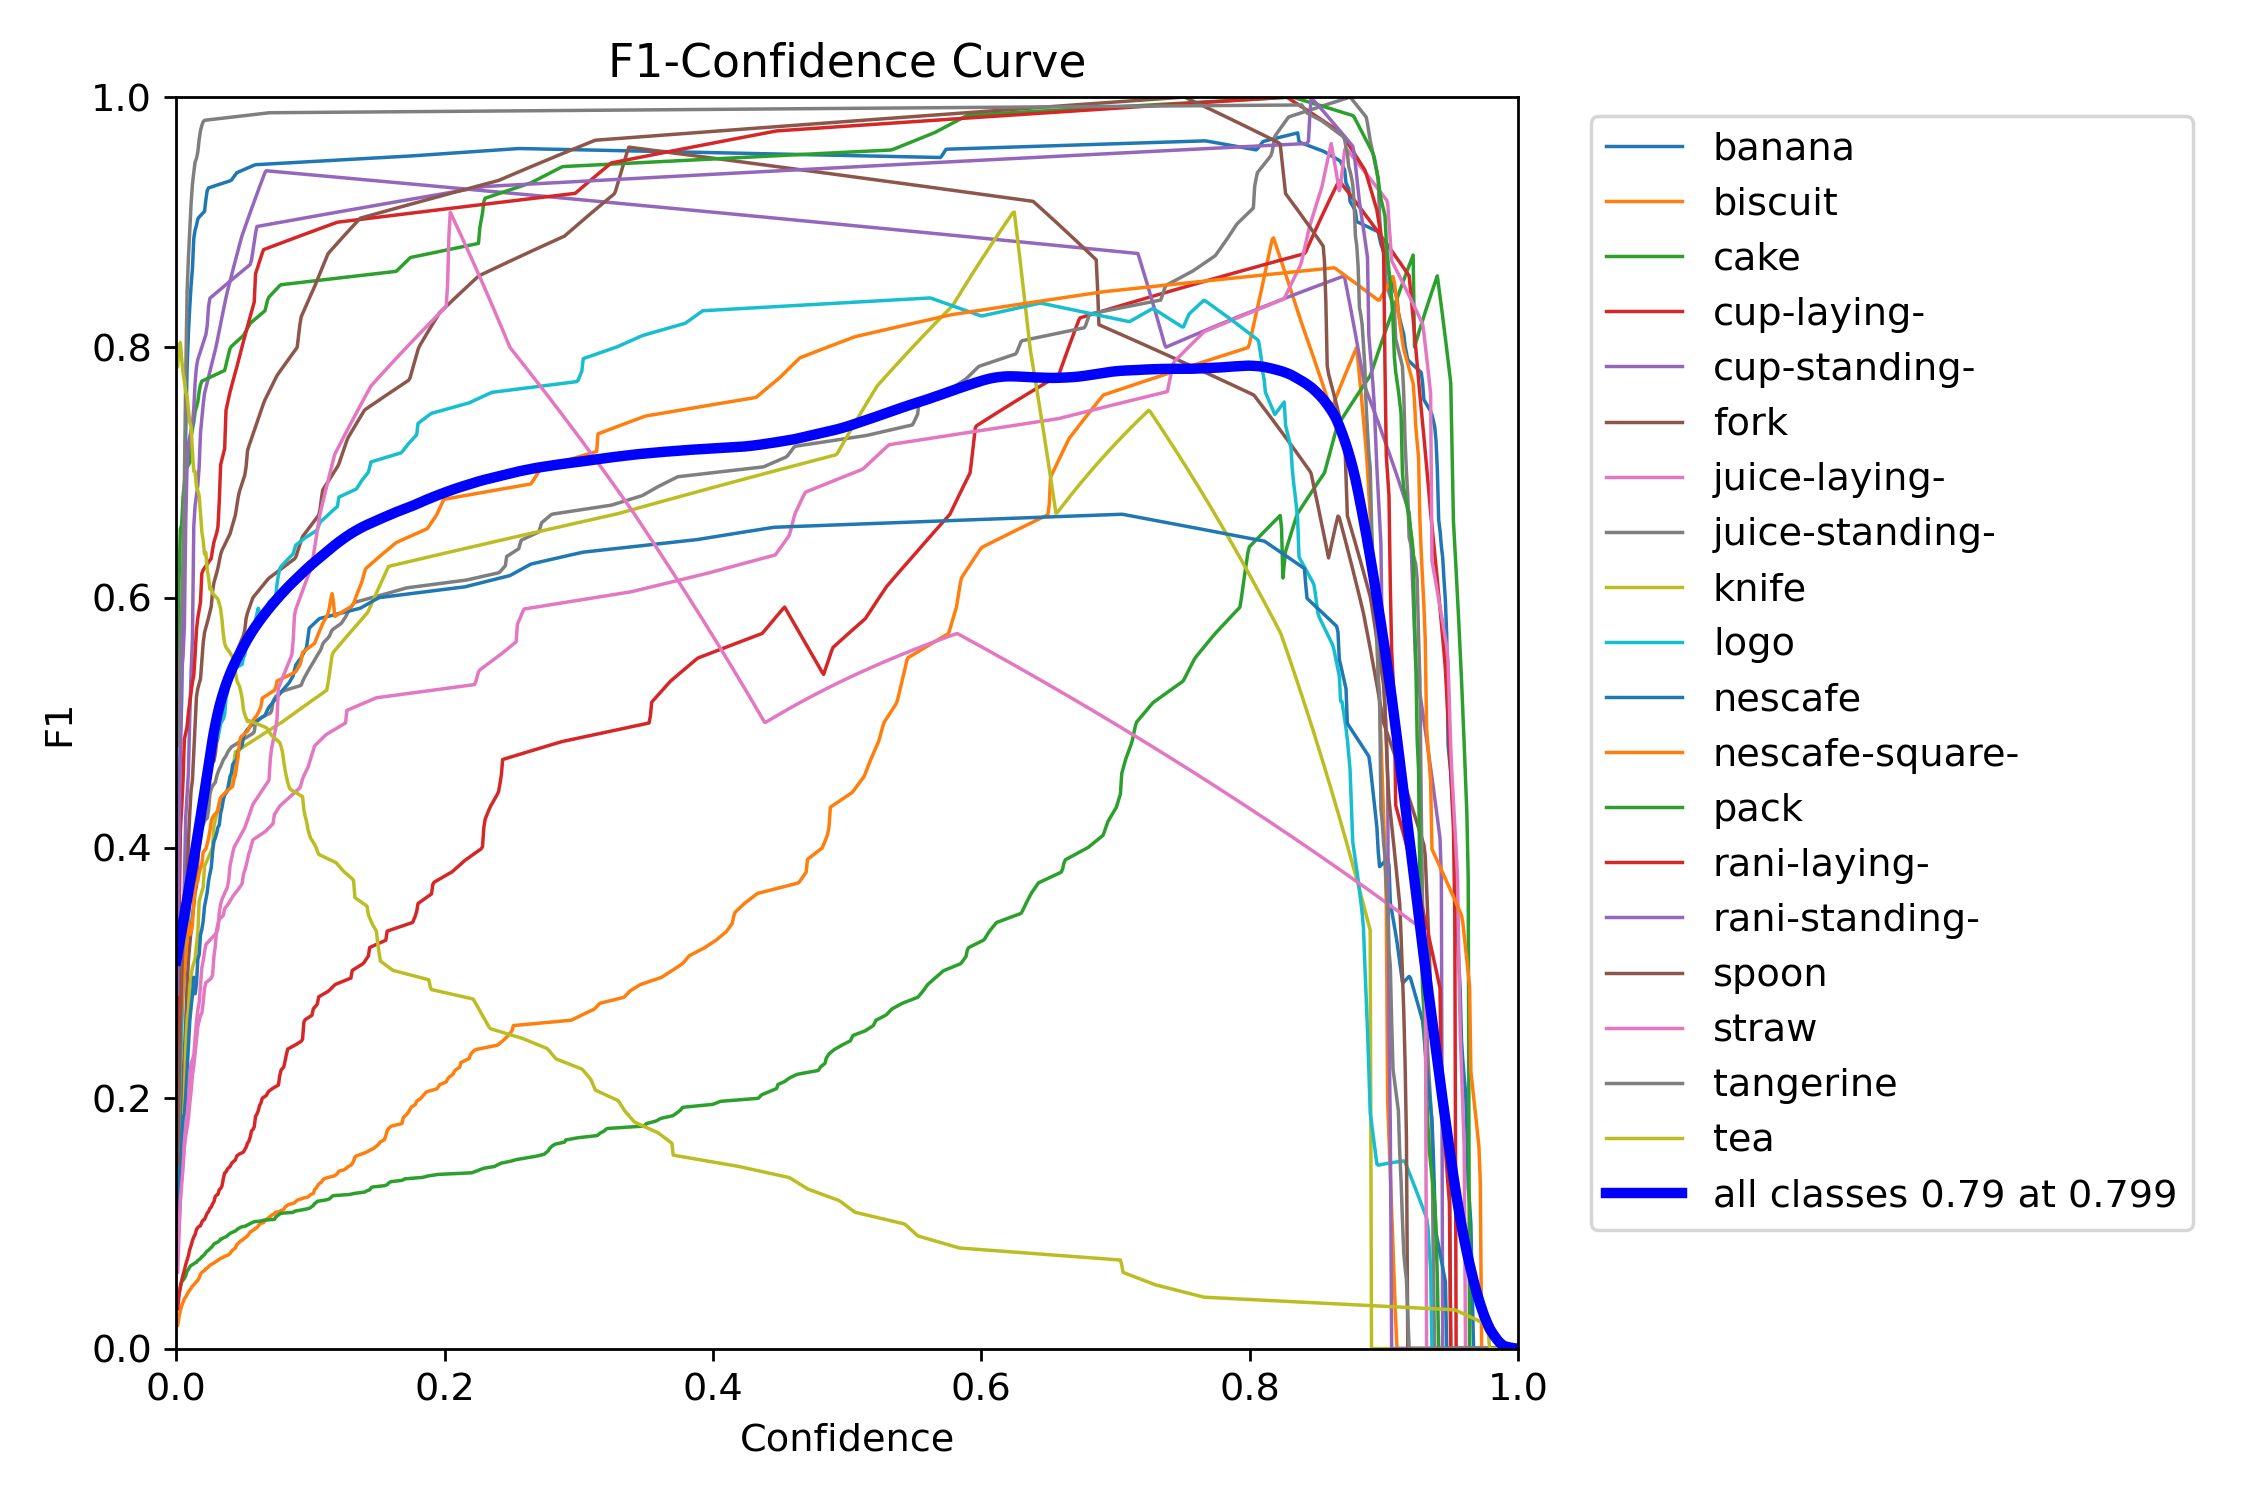 F1-Confidence Curve
1.0
0.8
0.6
0.4
0.2
0.0
F1
0.0 0.2 0.4 0.6 0.8 1.0
Confidence
banana
biscuit
cake
cup-laying-
cup-standing-
fork
juice-laying-
juice-standing-
knife
logo
nescafe
nescafe-square-
pack
rani-laying-
rani-standing-
spoon
straw
tangerine
tea
all classes 0.79 at 0.799